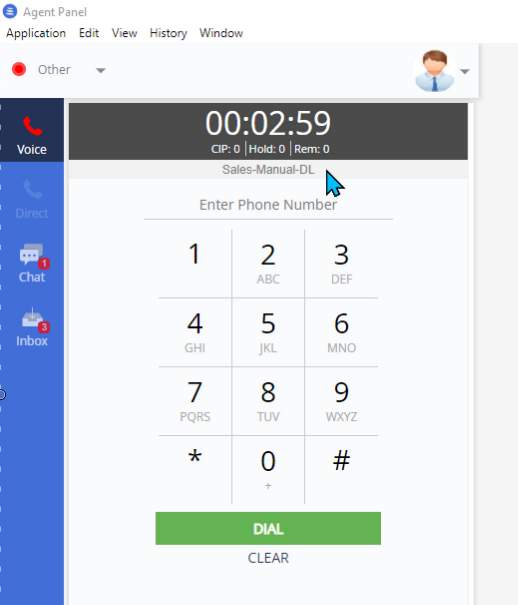 Agent Panel
Application Edit View History Window
Other
00:02:59
CIP: 0 | Hold: 0 | Rem: 0
Voice
Sales-Manual-DL
Direct
Enter Phone Number
1 2 3
ABC DEF
Chat 1
4 5 6
GHI JKL MNO
Inbox 3
7 8 9
PQRS TUV WXYZ
* 0 #
+
DIAL
CLEAR